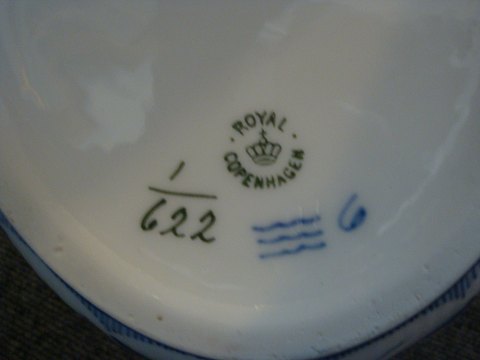 · ROYAL ·
COPENHAGEN
1
622
6